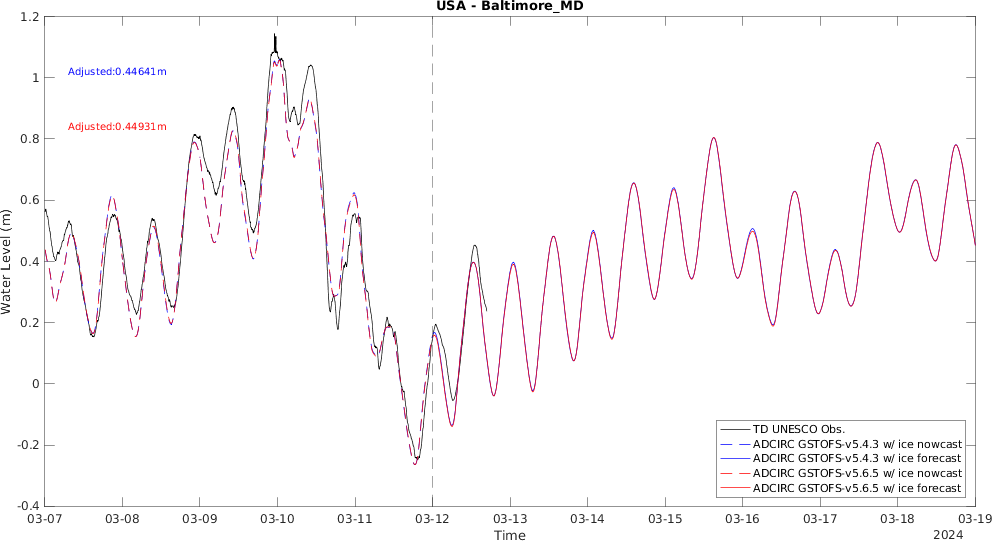 USA - Baltimore_MD
1.2
1
0.8
0.6
0.4
0.2
0
-0.2
-0.4
Water Level (m)
Adjusted:0.44641m
Adjusted:0.44931m
TD UNESCO Obs.
ADCIRC GSTOFS-v5.4.3 w/ ice nowcast
ADCIRC GSTOFS-v5.4.3 w/ ice forecast
ADCIRC GSTOFS-v5.6.5 w/ ice nowcast
ADCIRC GSTOFS-v5.6.5 w/ ice forecast
03-07 03-08 03-09 03-10 03-11 03-12 03-13 03-14 03-15 03-16 03-17 03-18 03-19
Time
2024